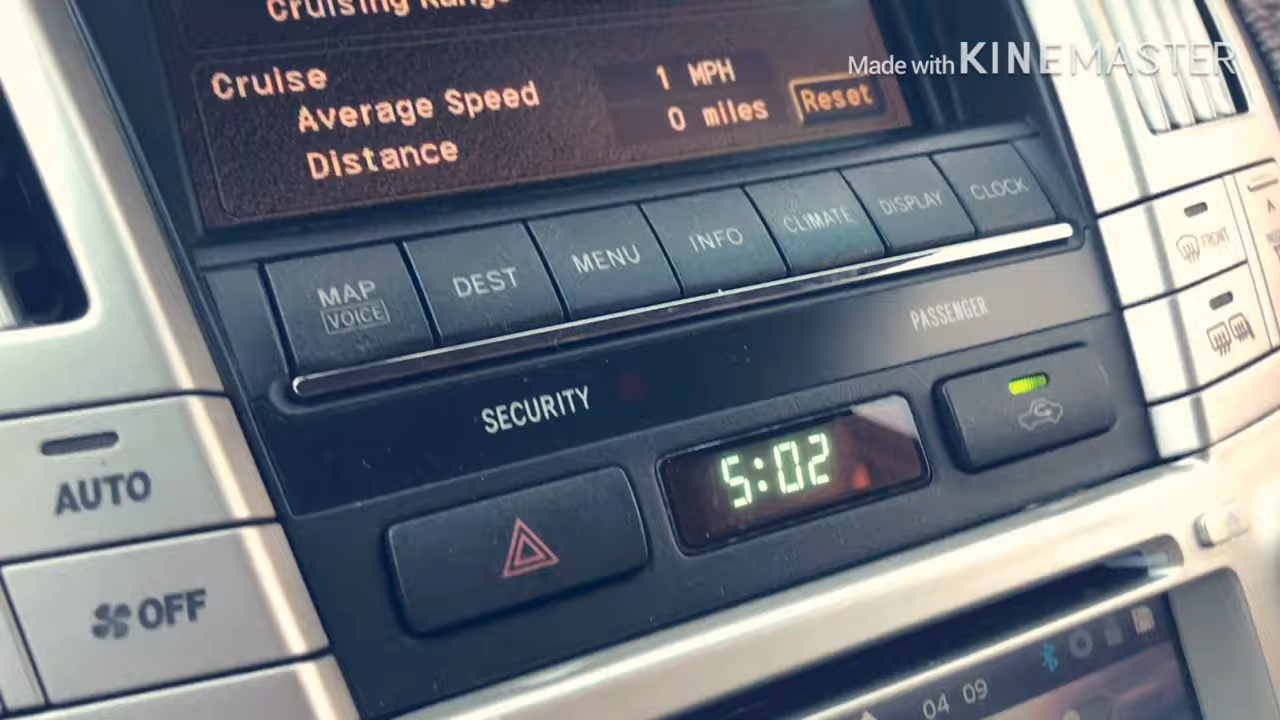 Cruising Range
Made with KINEMASTER
Cruise
Average Speed 1 MPH
Distance 0 miles
Reset
MAP
VOICE
DEST
MENU
INFO
CLIMATE
DISPLAY
CLOCK
FRONT
PASSENGER
SECURITY
5:02
AUTO
OFF
04 09